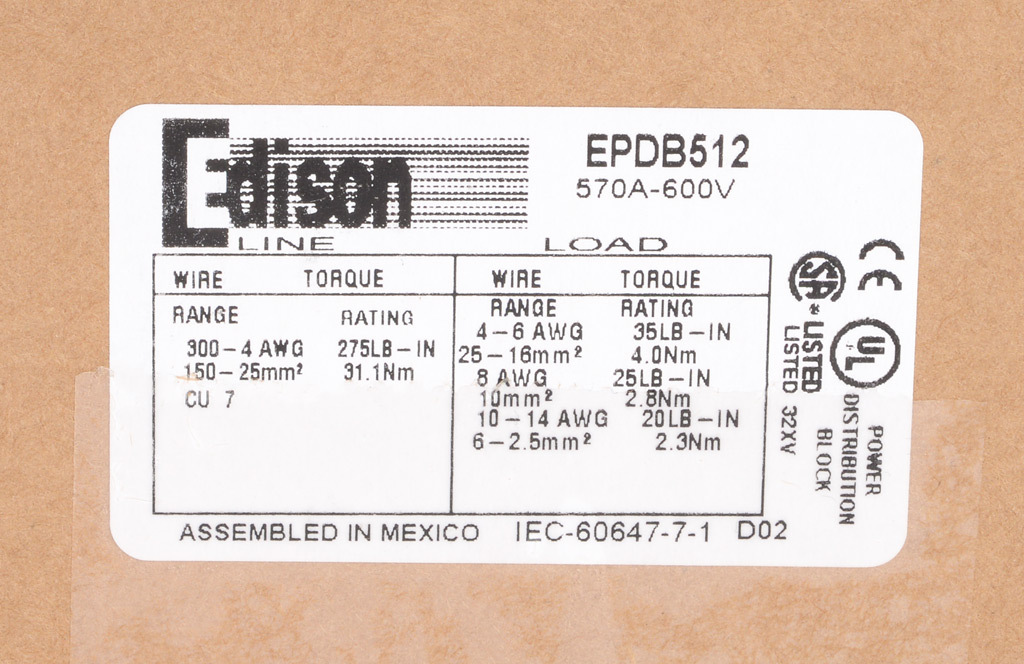 Edison
EPDB512
570A-600V
LINE LOAD
WIRE TORQUE WIRE TORQUE
RANGE RATING
300-4 AWG 275LB-IN
150-25mm² 31.1Nm
CU 7
RANGE RATING
4-6 AWG 35LB-IN
25-16mm² 4.0Nm
8 AWG 25LB-IN
10mm² 2.8Nm
10-14 AWG 20LB-IN
6-2.5mm² 2.3Nm
ASSEMBLED IN MEXICO IEC-60647-7-1 D02
CE
SA
* LISTED
LISTED 32XV
UL
POWER
DISTRIBUTION
BLOCK